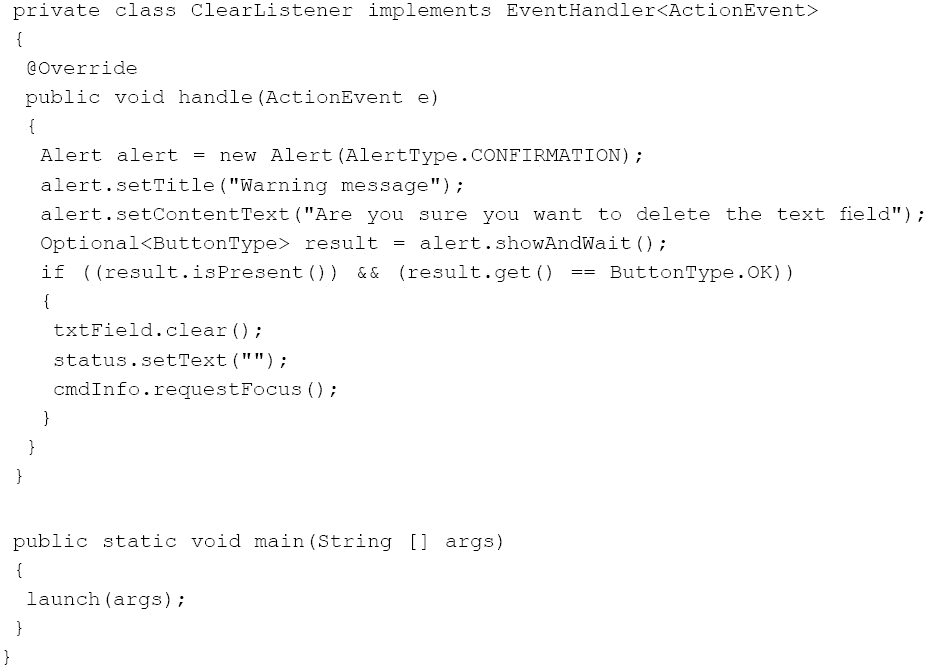 private class ClearListener implements EventHandler<ActionEvent>
{
@Override
public void handle(ActionEvent e)
{
Alert alert = new Alert(AlertType.CONFIRMATION);
alert.setTitle("Warning message");
alert.setContentText("Are you sure you want to delete the text field");
Optional<ButtonType> result = alert.showAndWait();
if ((result.isPresent()) && (result.get() == ButtonType.OK))
{
txtField.clear();
status.setText("");
cmdInfo.requestFocus();
}
}
}
public static void main(String [] args)
{
launch(args);
}
}